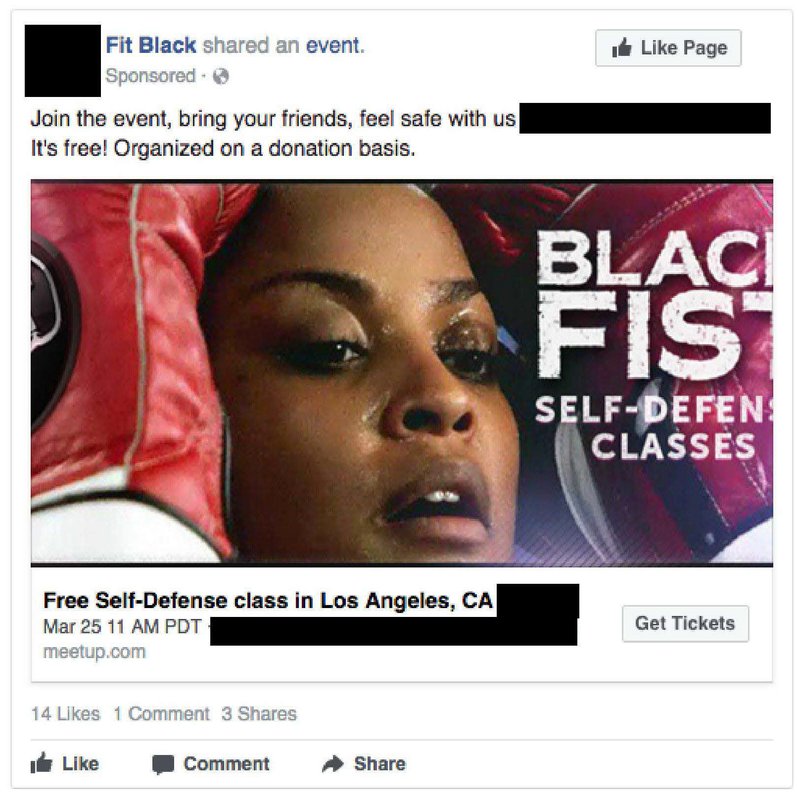 Fit Black shared an event.
Like Page
Sponsored ·
Join the event, bring your friends, feel safe with us
It's free! Organized on a donation basis.
BLAC
FIS
SELF-DEFEN
CLASSES
Free Self-Defense class in Los Angeles, CA
Mar 25 11 AM PDT ·
Get Tickets
meetup.com
14 Likes 1 Comment 3 Shares
Like Comment Share